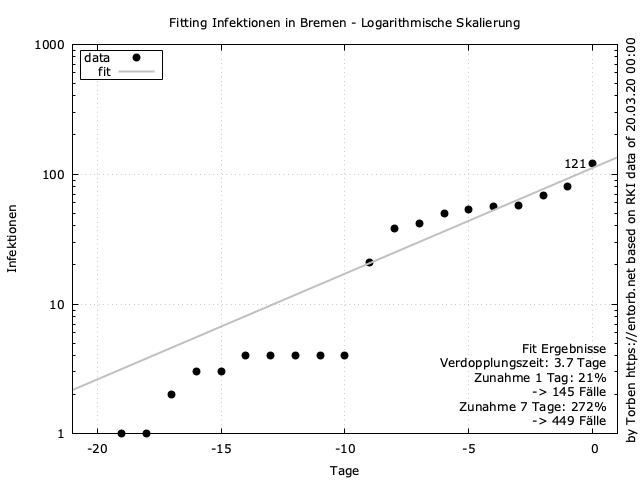 Fitting Infektionen in Bremen - Logarithmische Skalierung
1000
100
10
1
Infektionen
data
fit
121
Fit Ergebnisse
Verdopplungszeit: 3.7 Tage
Zunahme 1 Tag: 21%
-> 145 Fälle
Zunahme 7 Tage: 272%
-> 449 Fälle
-20
-15
-10
-5
0
Tage
by Torben https://entorb.net based on RKI data of 20.03.20 00:00